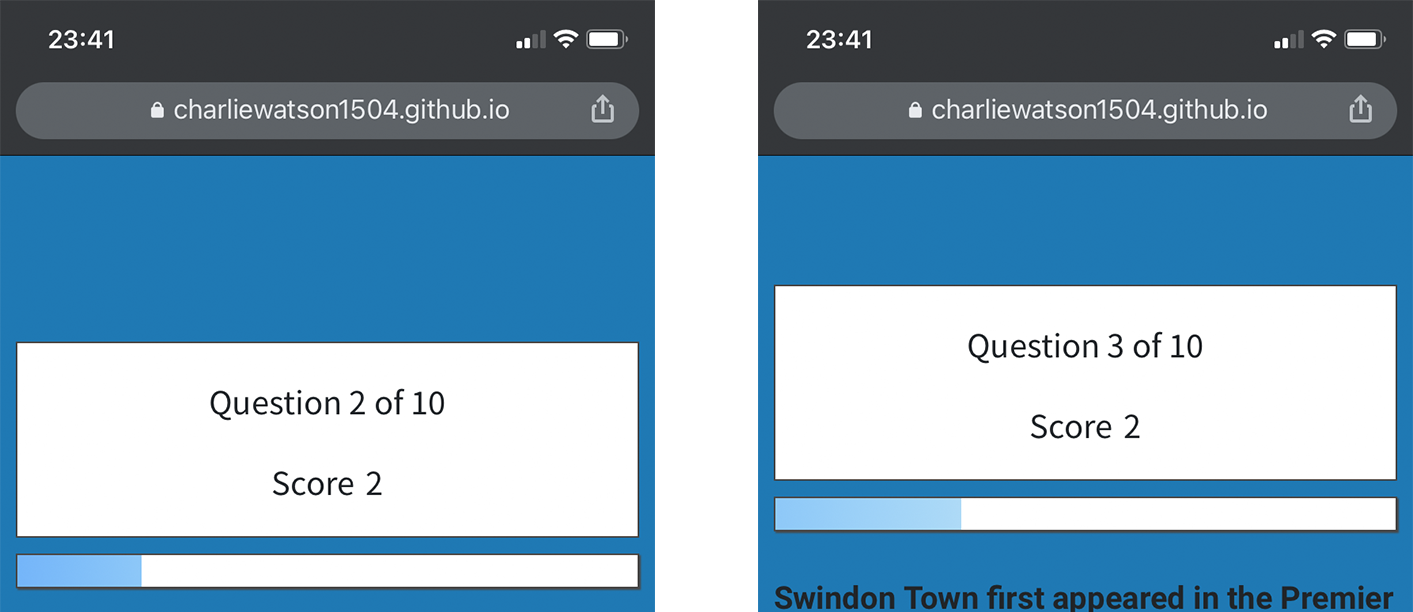 23:41
charliewatson1504.github.io
Question 2 of 10
Score 2
23:41
charliewatson1504.github.io
Question 3 of 10
Score 2
Swindon Town first appeared in the Premier